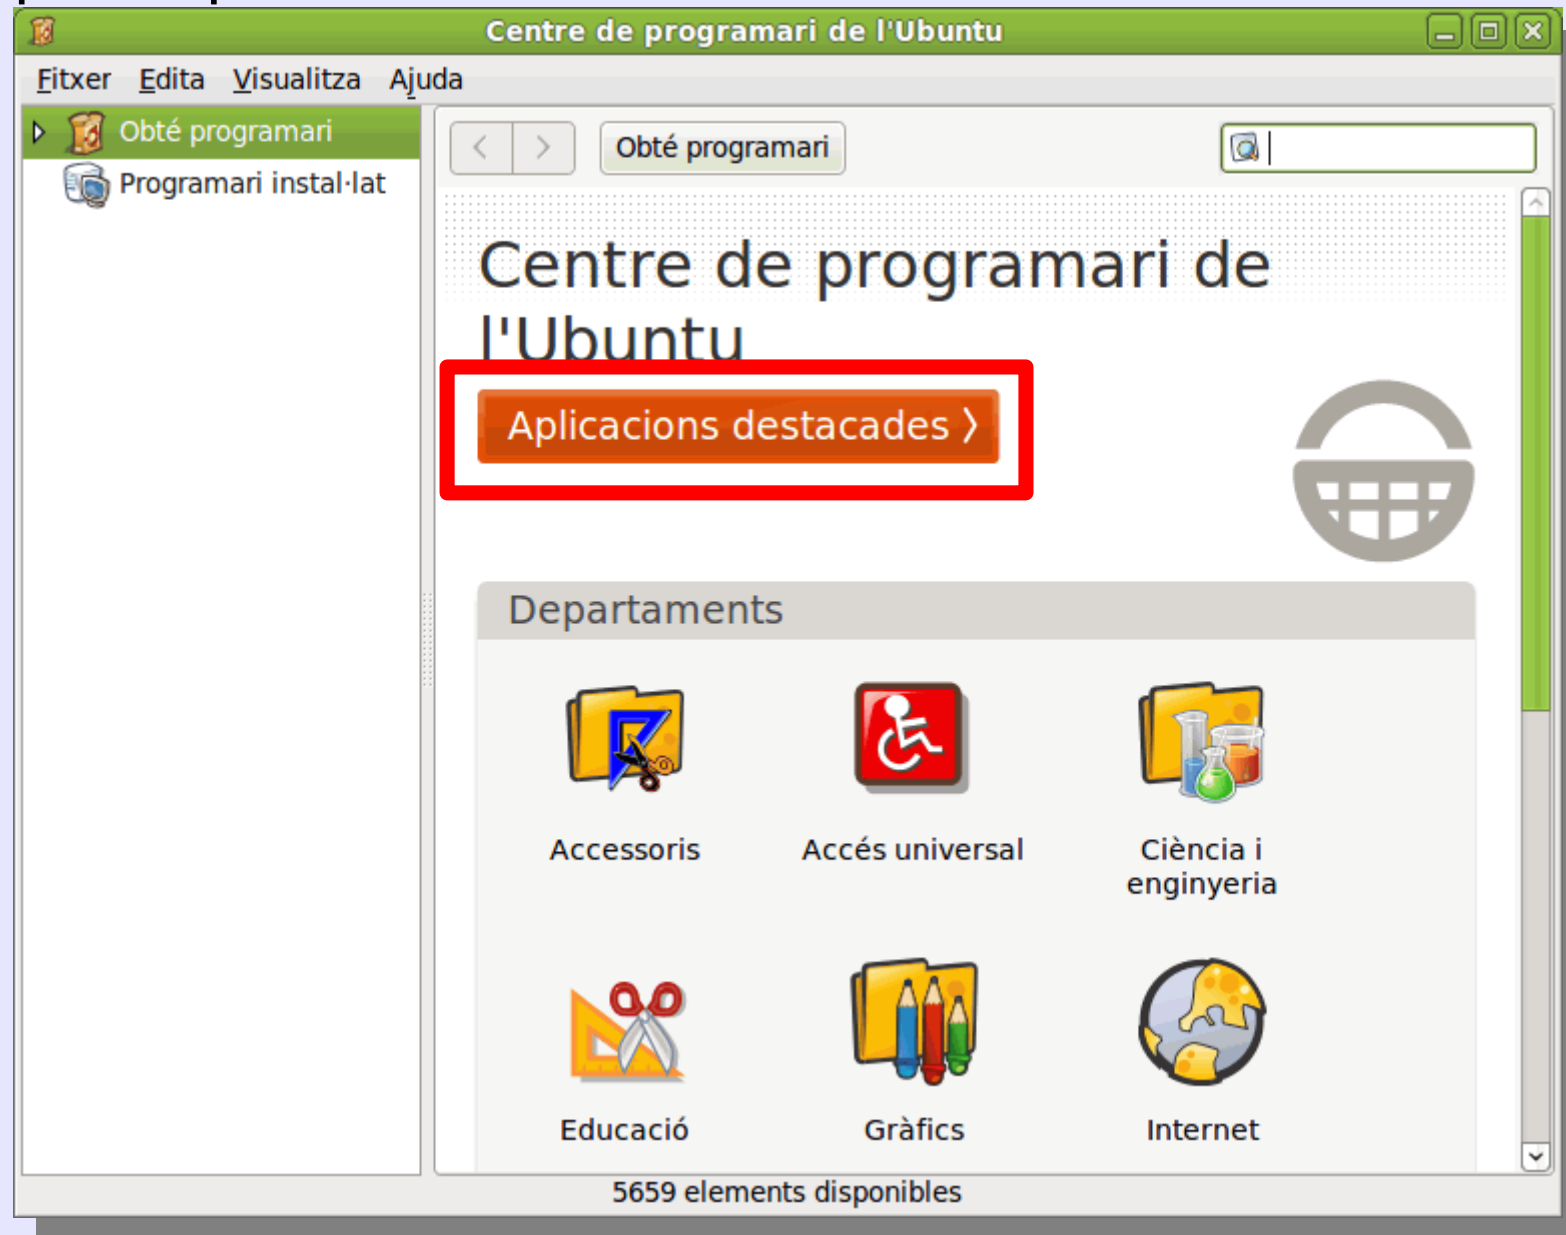 Centre de programari de l'Ubuntu
Fitxer Edita Visualitza Ajuda
Obté programari
Programari instal·lat
Obté programari
Centre de programari de
l'Ubuntu
Aplicacions destacades
Departaments
Accessoris
Accés universal
Ciència i
enginyeria
Educació
Gràfics
Internet
5659 elements disponibles